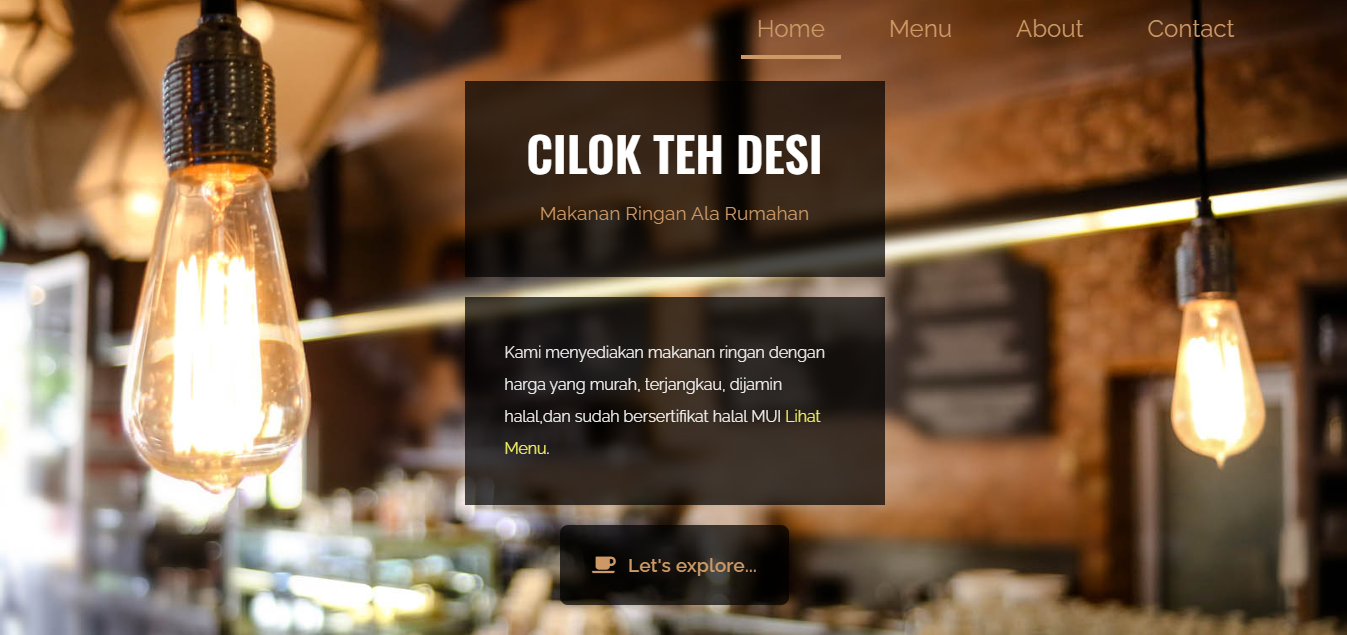 Home Menu About Contact
CILOK TEH DESI
Makanan Ringan Ala Rumahan
Kami menyediakan makanan ringan dengan
harga yang murah, terjangkau, dijamin
halal,dan sudah bersertifikat halal MUI Lihat
Menu.
Let's explore...